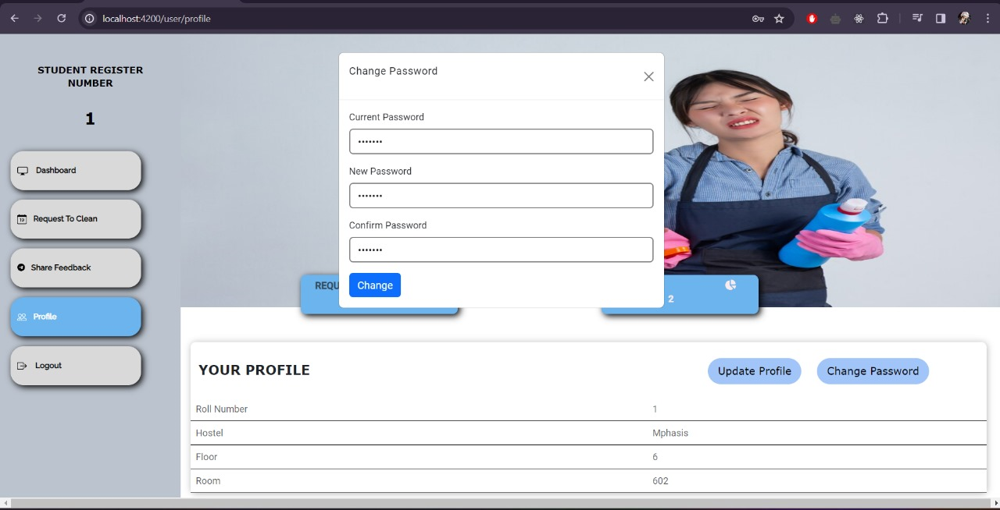 localhost:4200/user/profile
STUDENT REGISTER
NUMBER
1
Dashboard
Request To Clean
Share Feedback
Profile
Logout
Change Password
Current Password
•••••••
New Password
•••••••
Confirm Password
•••••••
Change
REQU
2
YOUR PROFILE
Update Profile
Change Password
Roll Number 1
Hostel Mphasis
Floor 6
Room 602